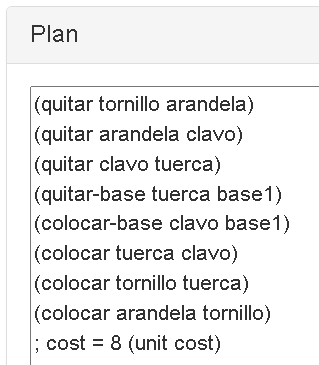 Plan
(quitar tornillo arandela)
(quitar arandela clavo)
(quitar clavo tuerca)
(quitar-base tuerca base1)
(colocar-base clavo base1)
(colocar tuerca clavo)
(colocar tornillo tuerca)
(colocar arandela tornillo)
; cost = 8 (unit cost)